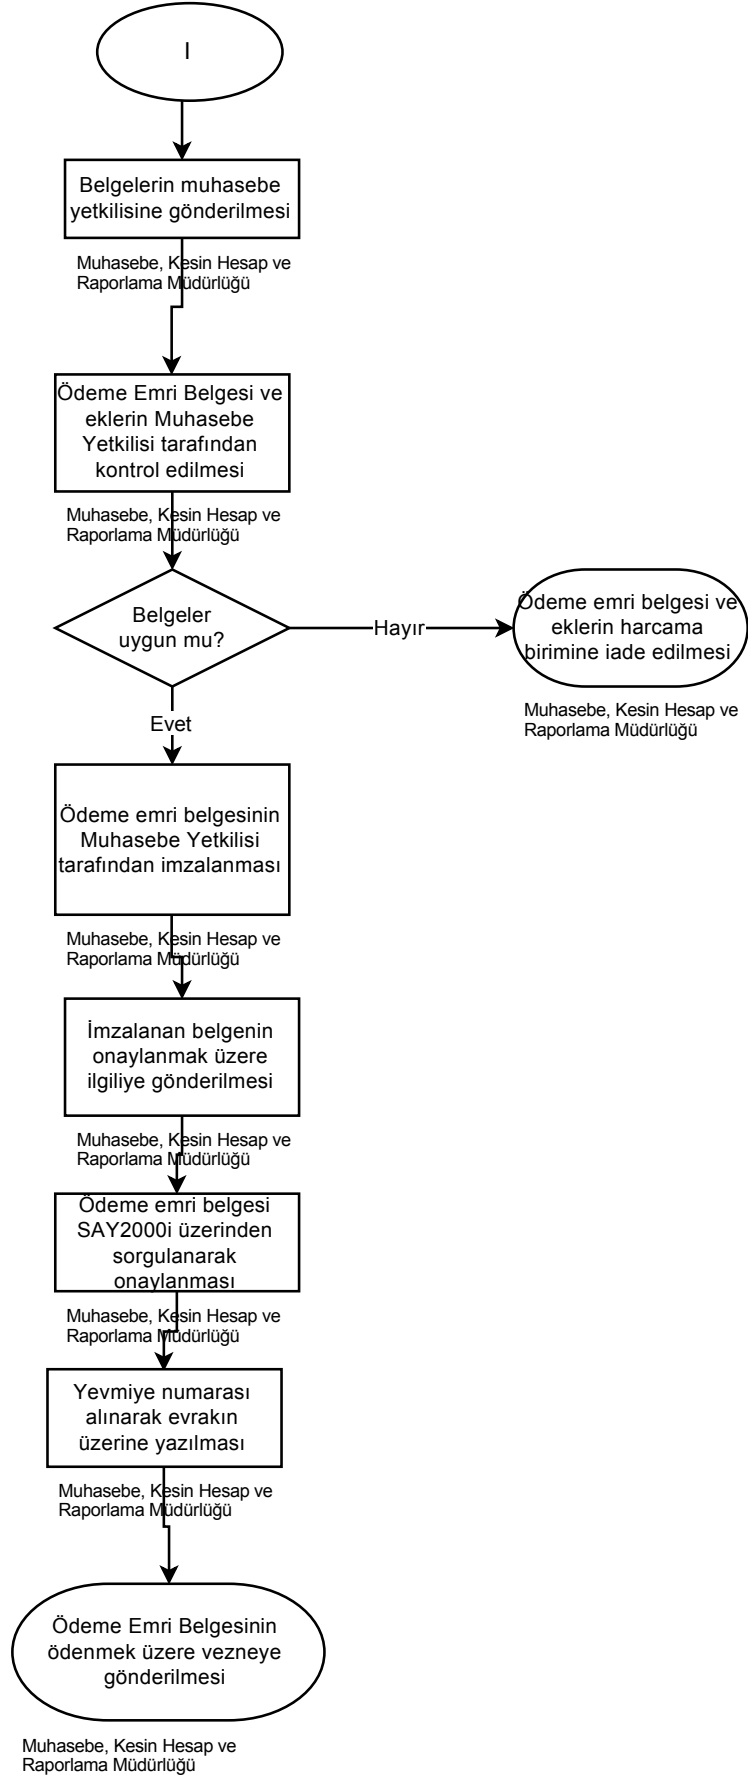 I
Belgelerin muhasebe
yetkilisine gönderilmesi
Muhasebe, Kesin Hesap ve
Raporlama Müdürlüğü
Ödeme Emri Belgesi ve
eklerin Muhasebe
Yetkilisi tarafından
kontrol edilmesi
Muhasebe, Kesin Hesap ve
Raporlama Müdürlüğü
Belgeler
uygun mu?
Hayır
Ödeme emri belgesi ve
eklerin harcama
birimine iade edilmesi
Muhasebe, Kesin Hesap ve
Raporlama Müdürlüğü
Evet
Ödeme emri belgesinin
Muhasebe Yetkilisi
tarafından imzalanması
Muhasebe, Kesin Hesap ve
Raporlama Müdürlüğü
İmzalanan belgenin
onaylanmak üzere
ilgiliye gönderilmesi
Muhasebe, Kesin Hesap ve
Raporlama Müdürlüğü
Ödeme emri belgesi
SAY2000i üzerinden
sorgulanarak
onaylanması
Muhasebe, Kesin Hesap ve
Raporlama Müdürlüğü
Yevmiye numarası
alınarak evrakın
üzerine yazılması
Muhasebe, Kesin Hesap ve
Raporlama Müdürlüğü
Ödeme Emri Belgesinin
ödenmek üzere vezneye
gönderilmesi
Muhasebe, Kesin Hesap ve
Raporlama Müdürlüğü